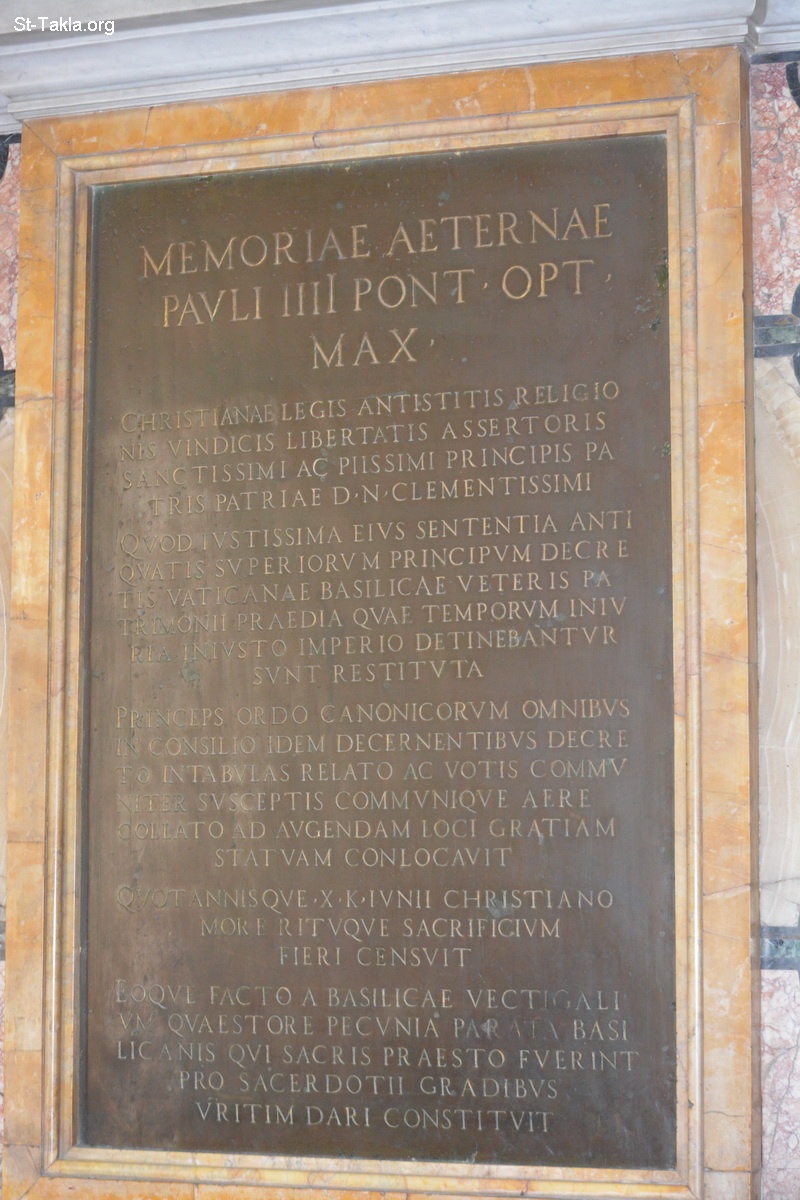 St-Takla.org
MEMORIAE AETERNAE
PAVLI IIII PONT · OPT ·
MAX ·
CHRISTIANAE LEGIS ANTISTITIS RELIGIO
NIS VINDICIS LIBERTATIS ASSERTORIS
SANCTISSIMI AC PIISSIMI PRINCIPIS PA
TRIS PATRIAE D · N · CLEMENTISSIMI
QVOD IVSTISSIMA EIVS SENTENTIA ANTI
QVATIS SVPERIORVM PRINCIPVM DECRE
TIS VATICANAE BASILICAE VETERIS PA
TRIMONII PRAEDIA QVAE TEMPORVM INIV
RIA INIVSTO IMPERIO DETINEBANTVR
SVNT RESTITVTA
PRINCEPS ORDO CANONICORVM OMNIBVS
IN CONSILIO IDEM DECERNENTIBVS DECRE
TO IN TABVLAS RELATO AC VOTIS COMMV
NITER SVSCEPTIS COMMVNIQVE AERE
COLLATO AD AVGENDAM LOCI GRATIAM
STATVAM CONLOCAVIT
QVOTANNISQVE · X · K · IVNII CHRISTIANO
MORE RITVQVE SACRIFICIVM
FIERI CENSVIT
EOQVE FACTO A BASILICAE VECTIGALI
VM QVAESTORE PECVNIA PARATA BASI
LICANIS QVI SACRIS PRAESTO FVERINT
PRO SACERDOTII GRADIBVS
VRITIM DARI CONSTITVIT